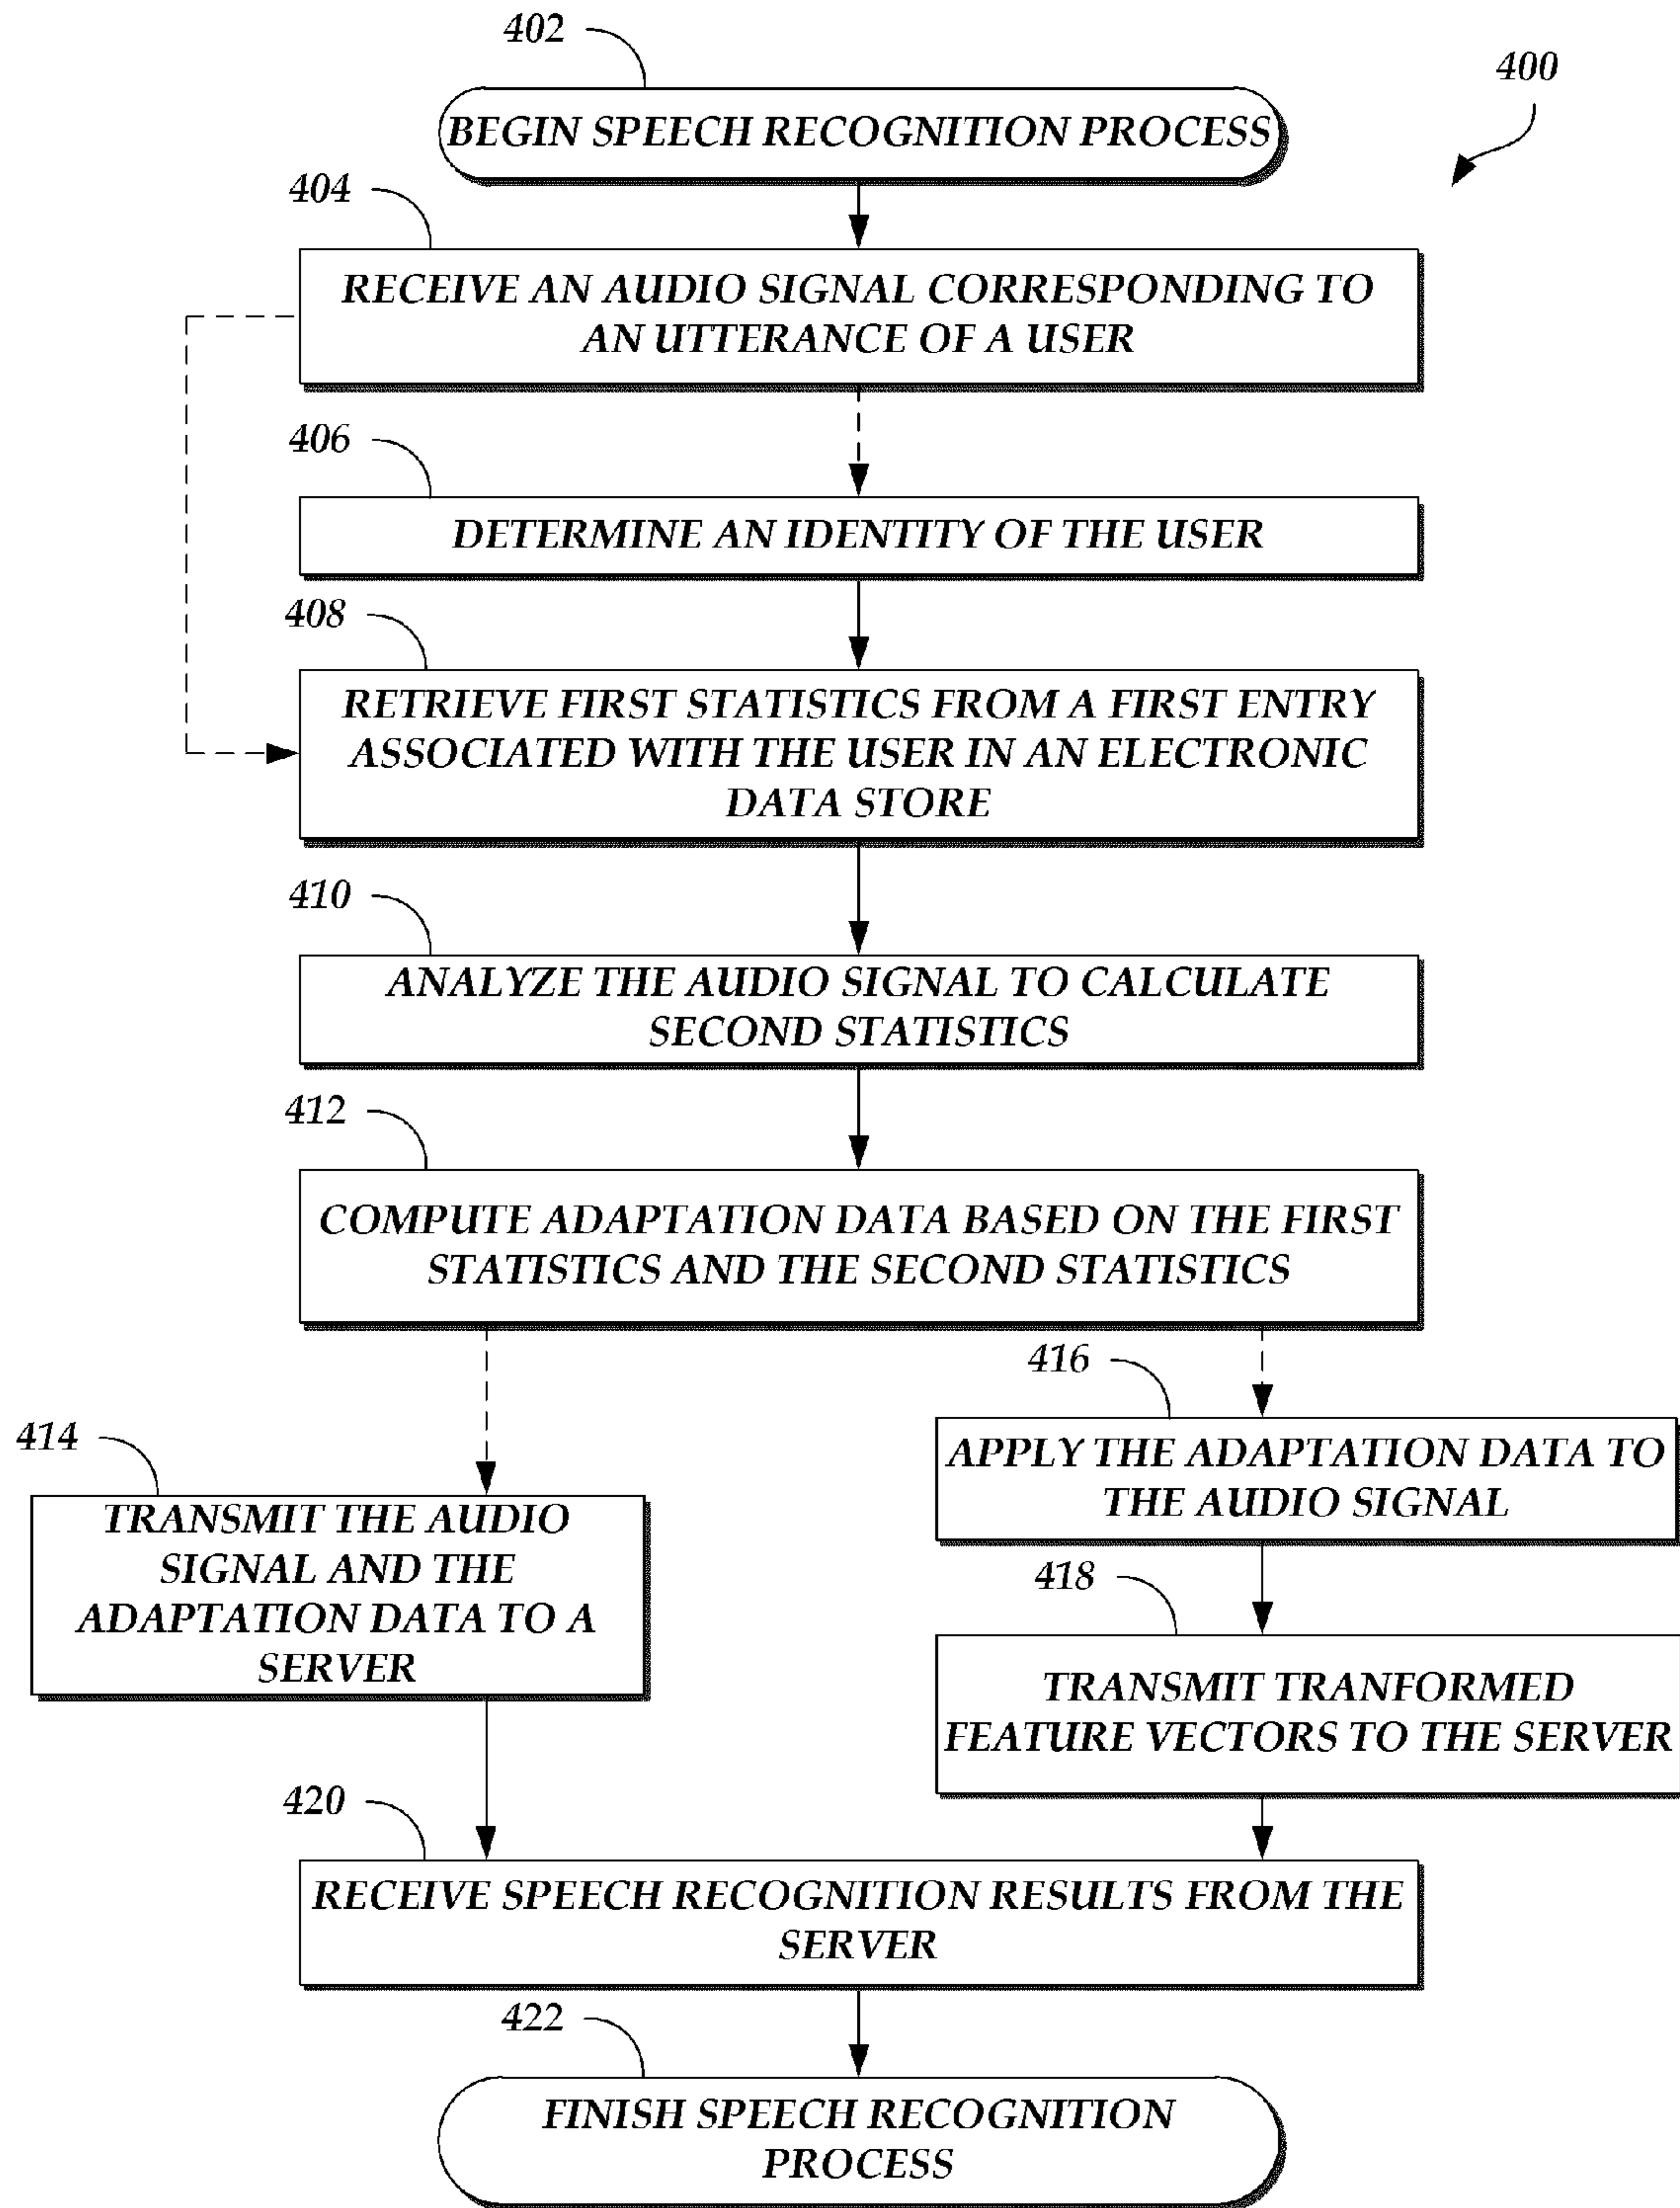 402
400
BEGIN SPEECH RECOGNITION PROCESS
404
RECEIVE AN AUDIO SIGNAL CORRESPONDING TO
AN UTTERANCE OF A USER
406
DETERMINE AN IDENTITY OF THE USER
408
RETRIEVE FIRST STATISTICS FROM A FIRST ENTRY
ASSOCIATED WITH THE USER IN AN ELECTRONIC
DATA STORE
410
ANALYZE THE AUDIO SIGNAL TO CALCULATE
SECOND STATISTICS
412
COMPUTE ADAPTATION DATA BASED ON THE FIRST
STATISTICS AND THE SECOND STATISTICS
414
TRANSMIT THE AUDIO
SIGNAL AND THE
ADAPTATION DATA TO A
SERVER
416
APPLY THE ADAPTATION DATA TO
THE AUDIO SIGNAL
418
TRANSMIT TRANFORMED
FEATURE VECTORS TO THE SERVER
420
RECEIVE SPEECH RECOGNITION RESULTS FROM THE
SERVER
422
FINISH SPEECH RECOGNITION
PROCESS